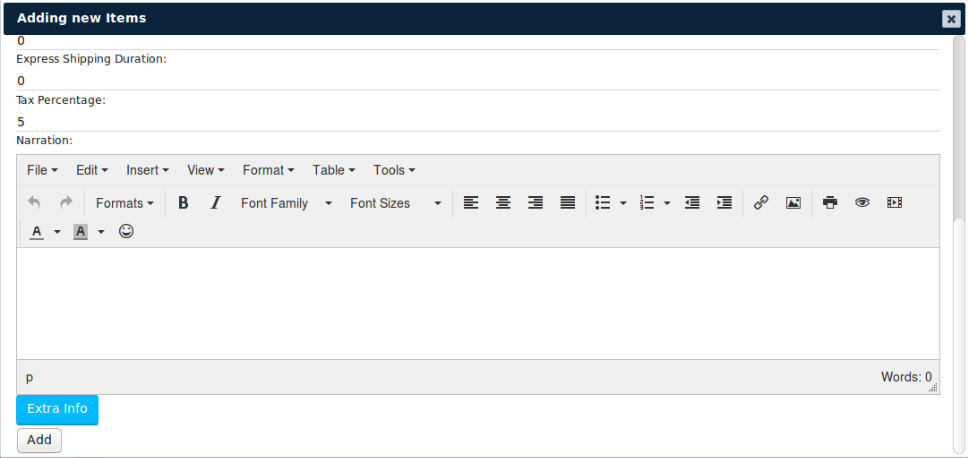 Adding new Items
0
Express Shipping Duration:
0
Tax Percentage:
5
Narration:
File Edit Insert View Format Table Tools
Formats B I Font Family Font Sizes
A A
p Words: 0
Extra Info
Add